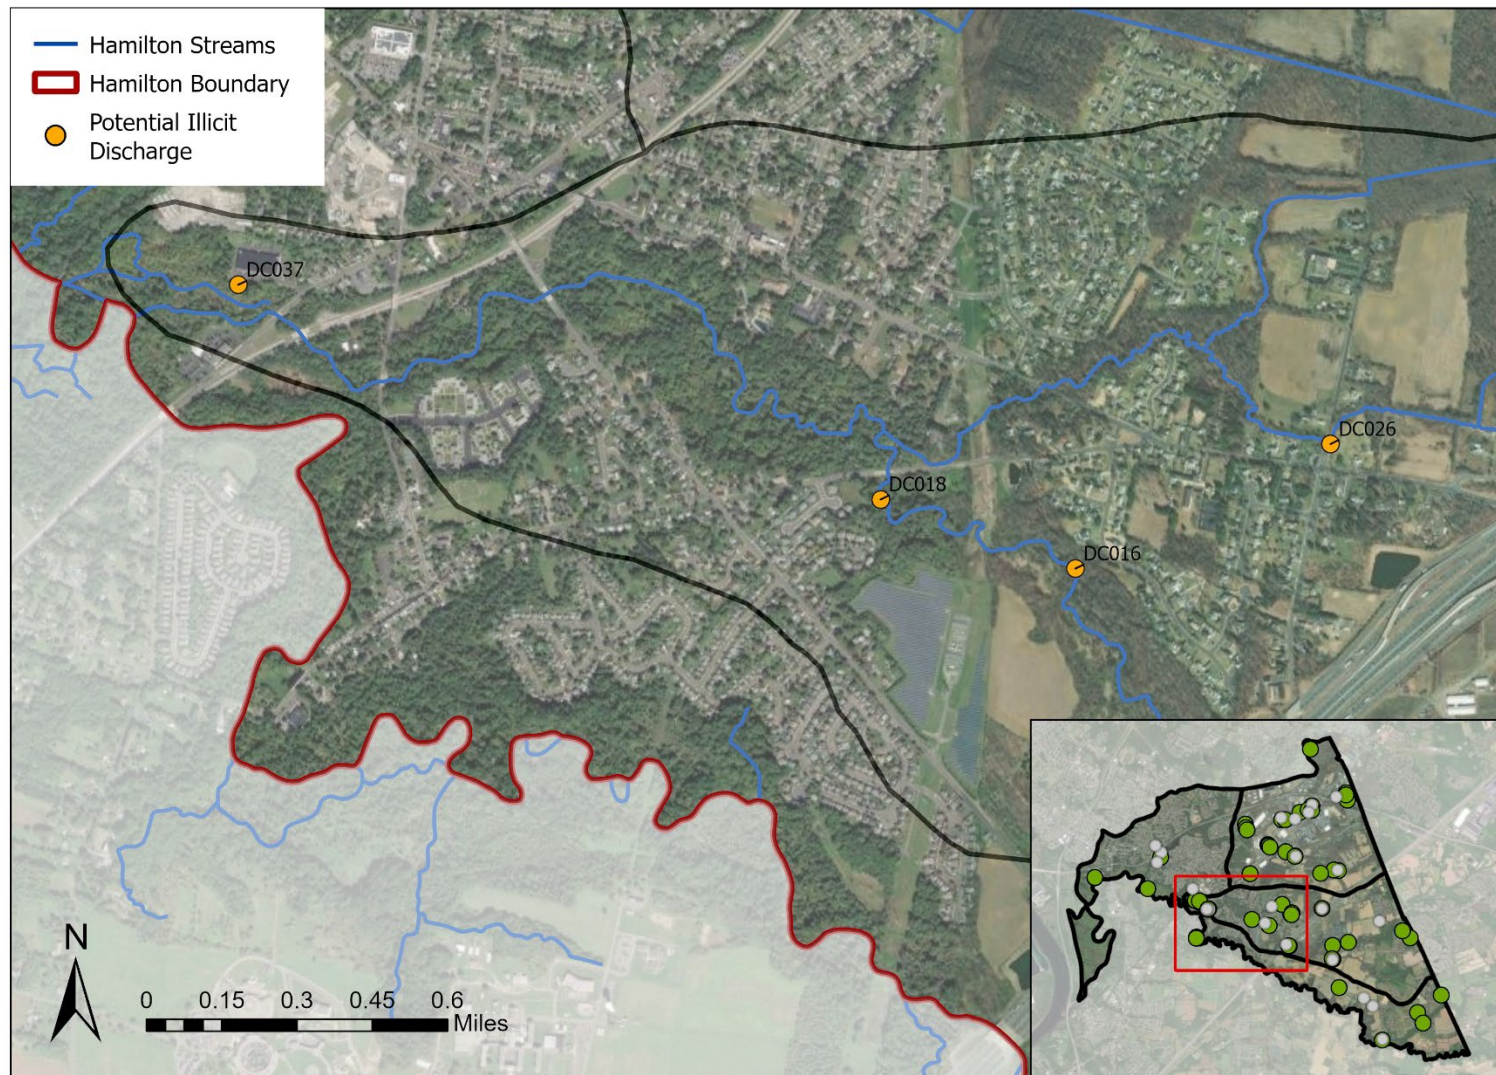 Hamilton Streams
Hamilton Boundary
Potential Illicit
Discharge
DC037
DC026
DC018
DC016
N
0 0.15 0.3 0.45 0.6
Miles